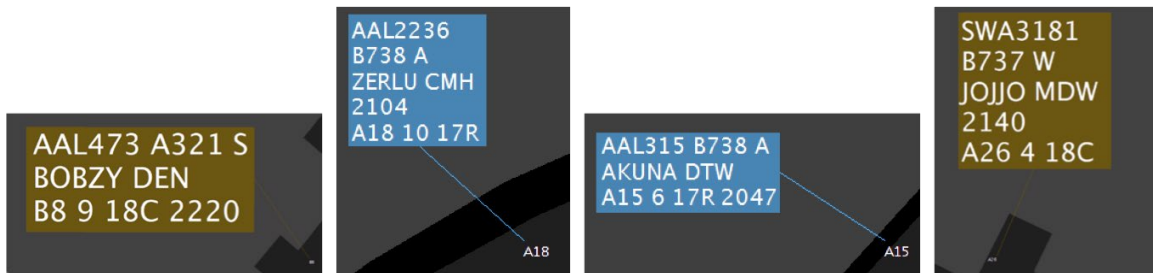 AAL473 A321 S
BOBZY DEN
B8 9 18C 2220
AAL2236
B738 A
ZERLU CMH
2104
A18 10 17R
A18
AAL315 B738 A
AKUNA DTW
A15 6 17R 2047
A15
SWA3181
B737 W
JOJJO MDW
2140
A26 4 18C